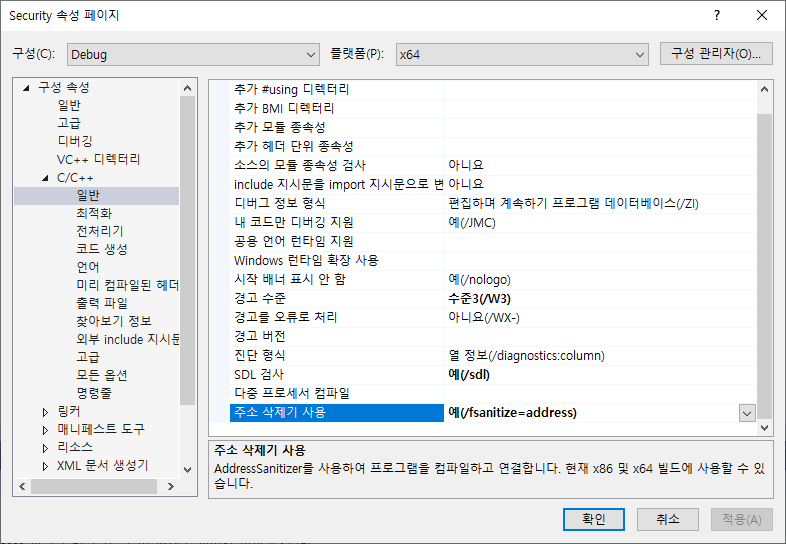 Security 속성 페이지
구성(C): Debug 플랫폼(P): x64 구성 관리자(O)...
구성 속성
일반
고급
디버깅
VC++ 디렉터리
C/C++
일반
최적화
전처리기
코드 생성
언어
미리 컴파일된 헤더
출력 파일
찾아보기 정보
외부 include 지시문
고급
모든 옵션
명령줄
링커
매니페스트 도구
리소스
XML 문서 생성기
추가 #using 디렉터리
추가 BMI 디렉터리
추가 모듈 종속성
추가 헤더 단위 종속성
소스의 모듈 종속성 검사 아니요
include 지시문을 import 지시문으로 변 아니요
디버그 정보 형식 편집하며 계속하기 프로그램 데이터베이스(/ZI)
내 코드만 디버깅 지원 예(/JMC)
공용 언어 런타임 지원
Windows 런타임 확장 사용
시작 배너 표시 안 함 예(/nologo)
경고 수준 수준3(/W3)
경고를 오류로 처리 아니요(/WX-)
경고 버전
진단 형식 열 정보(/diagnostics:column)
SDL 검사 예(/sdl)
다중 프로세서 컴파일
주소 삭제기 사용 예(/fsanitize=address)
주소 삭제기 사용
AddressSanitizer를 사용하여 프로그램을 컴파일하고 연결합니다. 현재 x86 및 x64 빌드에 사용할 수 있
습니다.
확인 취소 적용(A)